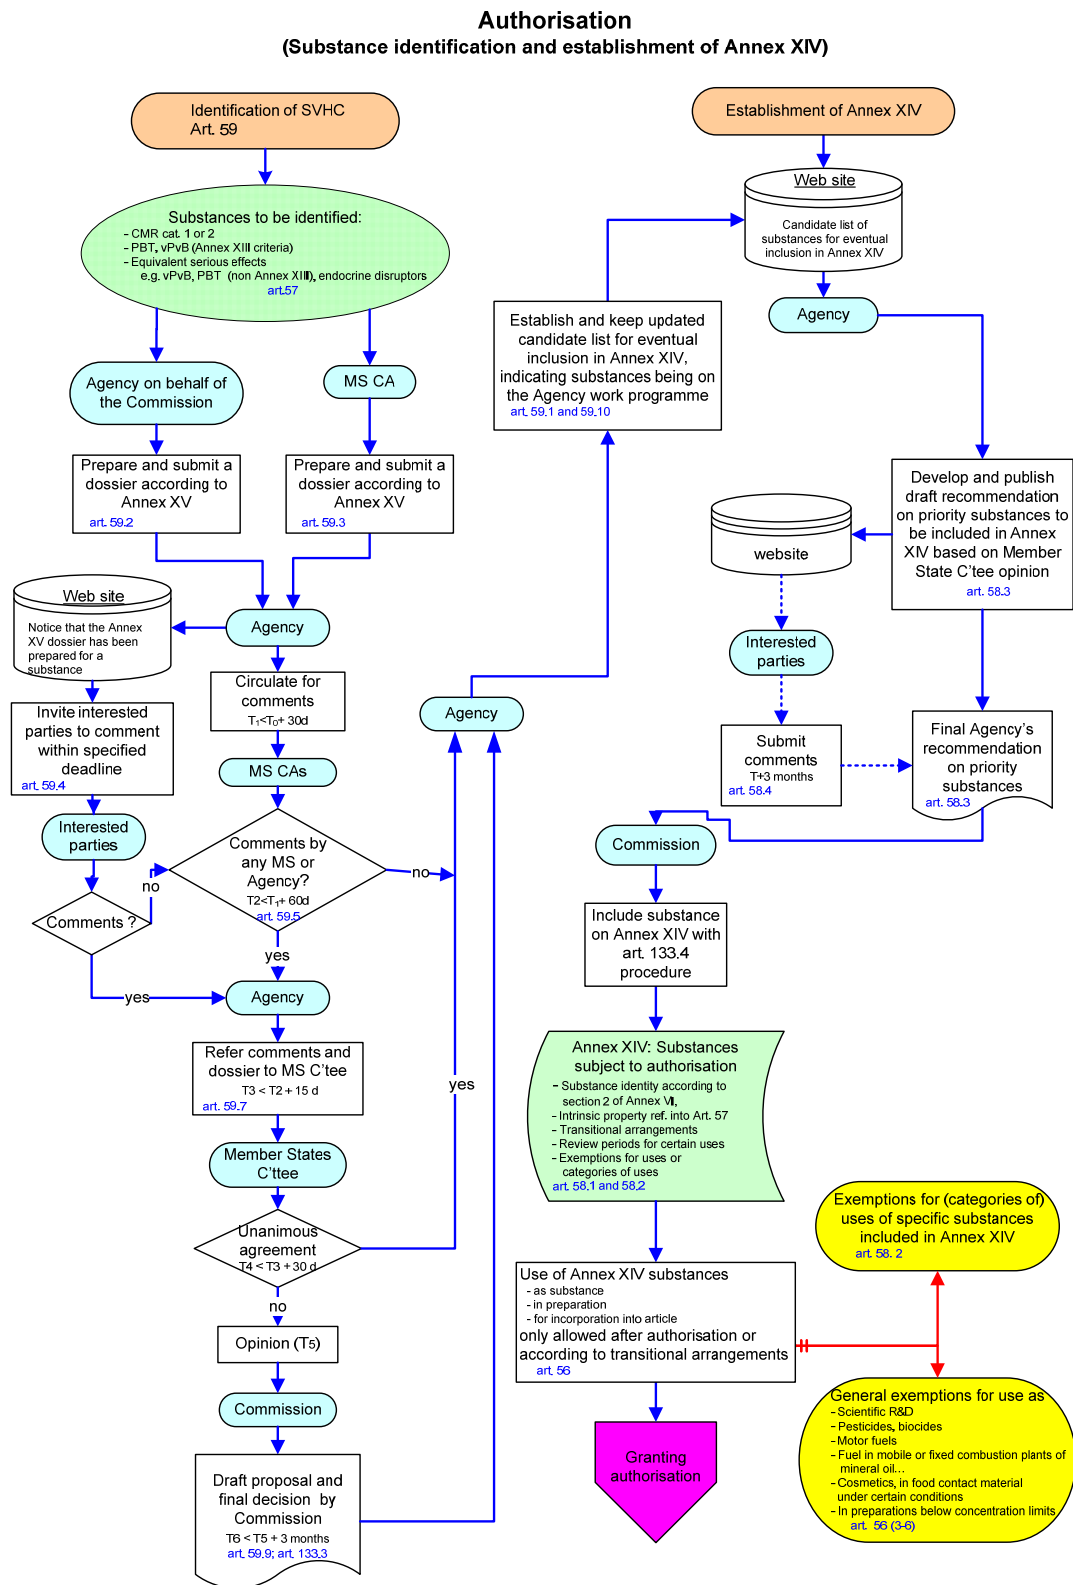 Authorisation
(Substance identification and establishment of Annex XIV)
Identification of SVHC
Art. 59
Substances to be identified:
- CMR cat. 1 or 2
- PBT, vPvB (Annex XIII criteria)
- Equivalent serious effects
e.g. vPvB, PBT (non Annex XIII), endocrine disruptors
art.57
Agency on behalf of
the Commission
MS CA
Prepare and submit a
dossier according to
Annex XV
art. 59.2
Prepare and submit a
dossier according to
Annex XV
art. 59.3
Agency
Web site
Notice that the Annex
XV dossier has been
prepared for a
substance
Circulate for
comments
T1<T0+ 30d
Invite interested
parties to comment
within specified
deadline
art. 59.4
MS CAs
Interested
parties
Comments by
any MS or
Agency?
T2<T1+ 60d
art. 59.5
no
no
Comments ?
yes
yes
Agency
Refer comments and
dossier to MS C'ttee
T3 < T2 + 15 d
art. 59.7
yes
Member States
C'ttee
Unanimous
agreement
T4 < T3 + 30 d
no
Opinion (T5)
Commission
Draft proposal and
final decision by
Commission
T6 < T5 + 3 months
art. 59.9; art. 133.3
Agency
Establish and keep updated
candidate list for eventual
inclusion in Annex XIV,
indicating substances being on
the Agency work programme
art. 59.1 and 59.10
Establishment of Annex XIV
Web site
Candidate list of
substances for eventual
inclusion in Annex XIV
Agency
Develop and publish
draft recommendation
on priority substances to
be included in Annex
XIV based on Member
State C'tee opinion
art. 58.3
website
Interested
parties
Submit
comments
T+3 months
art. 58.4
Final Agency's
recommendation
on priority
substances
art. 58.3
Commission
Include substance
on Annex XIV with
art. 133.4
procedure
Annex XIV: Substances
subject to authorisation
- Substance identity according to
section 2 of Annex VI,
- Intrinsic property ref. into Art. 57
- Transitional arrangements
- Review periods for certain uses
- Exemptions for uses or
categories of uses
art. 58.1 and 58.2
Use of Annex XIV substances
- as substance
- in preparation
- for incorporation into article
only allowed after authorisation or
according to transitional arrangements
art. 56
Exemptions for (categories of)
uses of specific substances
included in Annex XIV
art. 58. 2
General exemptions for use as
- Scientific R&D
- Pesticides, biocides
- Motor fuels
- Fuel in mobile or fixed combustion plants of
mineral oil...
- Cosmetics, in food contact material
under certain conditions
- In preparations below concentration limits
art. 56 (3-6)
Granting
authorisation